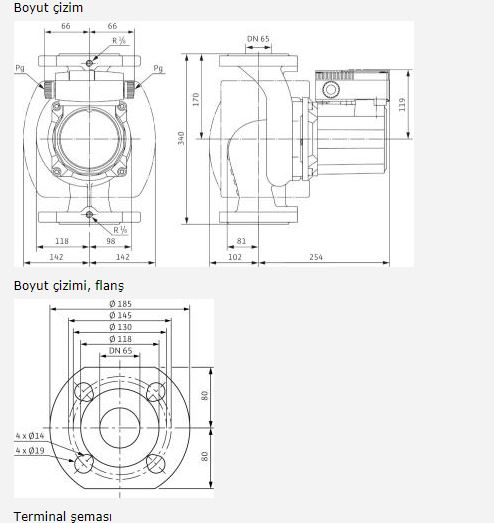 Boyut çizim
66 66
R ⅛
Pg Pg
118 98
R ⅛
142 142
DN 65
340
170
119
81
102 254
Boyut çizimi, flanş
Ø 185
Ø 145
Ø 130
Ø 118
DN 65
80
80
4 x Ø14
4 x Ø19
Terminal şeması